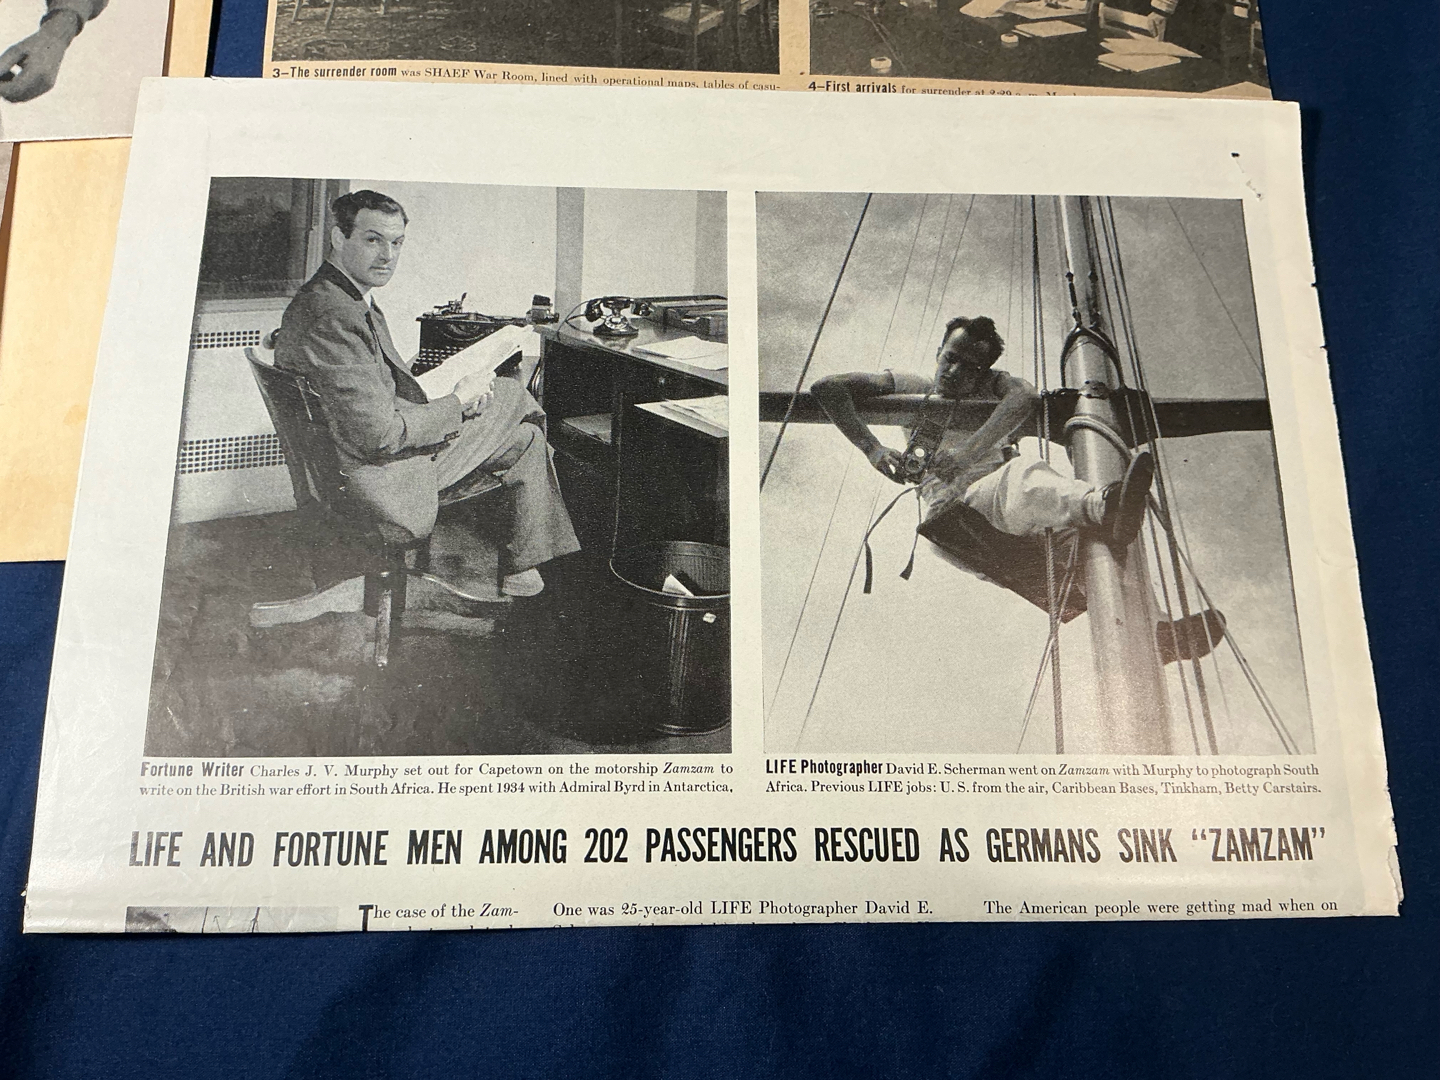 3—The surrender room was SHAEF War Room, lined with operational maps, tables of casu-
4—First arrivals for surrender at 2:29 a. m.
Fortune Writer Charles J. V. Murphy set out for Capetown on the motorship Zamzam to
write on the British war effort in South Africa. He spent 1934 with Admiral Byrd in Antarctica.
LIFE Photographer David E. Scherman went on Zamzam with Murphy to photograph South
Africa. Previous LIFE jobs: U. S. from the air, Caribbean Bases, Tinkham, Betty Carstairs.
LIFE AND FORTUNE MEN AMONG 202 PASSENGERS RESCUED AS GERMANS SINK “ZAMZAM”
The case of the Zam-
One was 25-year-old LIFE Photographer David E.
The American people were getting mad when on